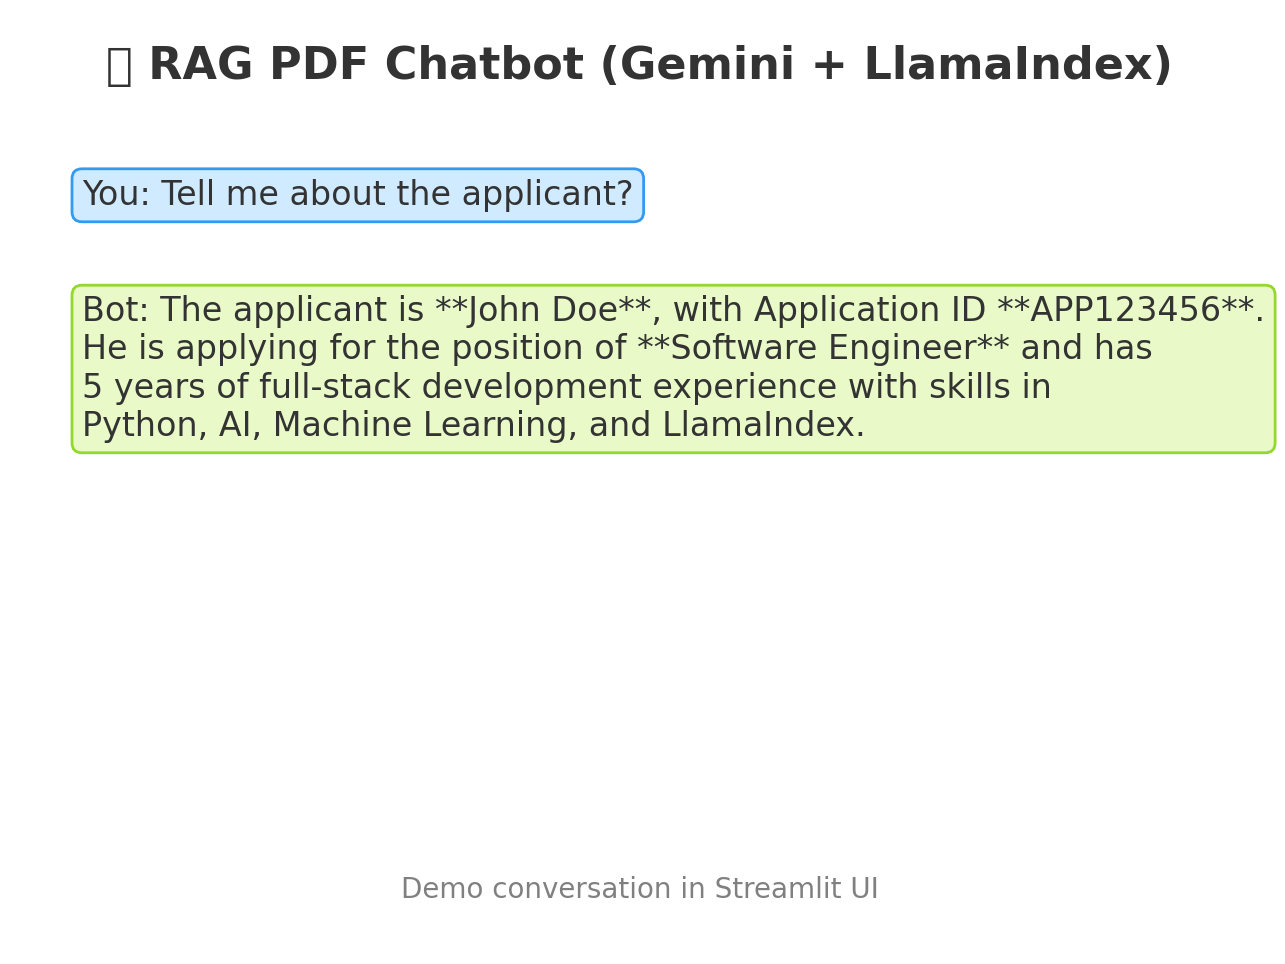 RAG PDF Chatbot (Gemini + LlamaIndex)
You: Tell me about the applicant?
Bot: The applicant is **John Doe**, with Application ID **APP123456**.
He is applying for the position of **Software Engineer** and has
5 years of full-stack development experience with skills in
Python, AI, Machine Learning, and LlamaIndex.
Demo conversation in Streamlit UI